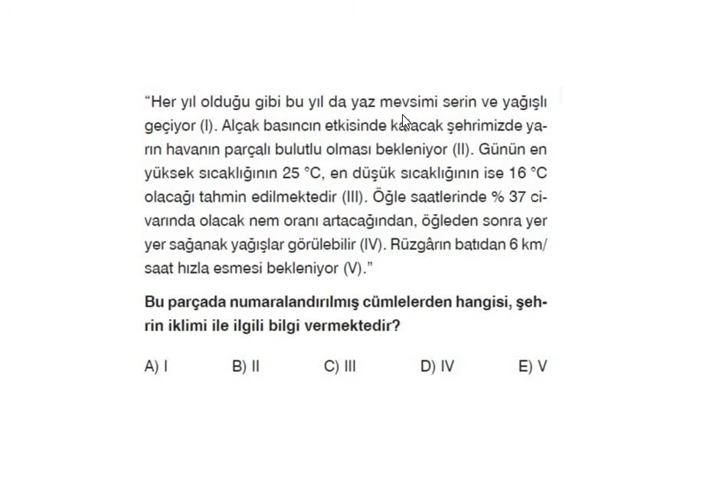 “Her yıl olduğu gibi bu yıl da yaz mevsimi serin ve yağışlı
geçiyor (I). Alçak basıncın etkisinde kalacak şehrimizde ya-
rın havanın parçalı bulutlu olması bekleniyor (II). Günün en
yüksek sıcaklığının 25 °C, en düşük sıcaklığının ise 16 °C
olacağı tahmin edilmektedir (III). Öğle saatlerinde % 37 ci-
varında olacak nem oranı artacağından, öğleden sonra yer
yer sağanak yağışlar görülebilir (IV). Rüzgârın batıdan 6 km/
saat hızla esmesi bekleniyor (V).”
Bu parçada numaralandırılmış cümlelerden hangisi, şeh-
rin iklimi ile ilgili bilgi vermektedir?
A) I B) II C) III D) IV E) V